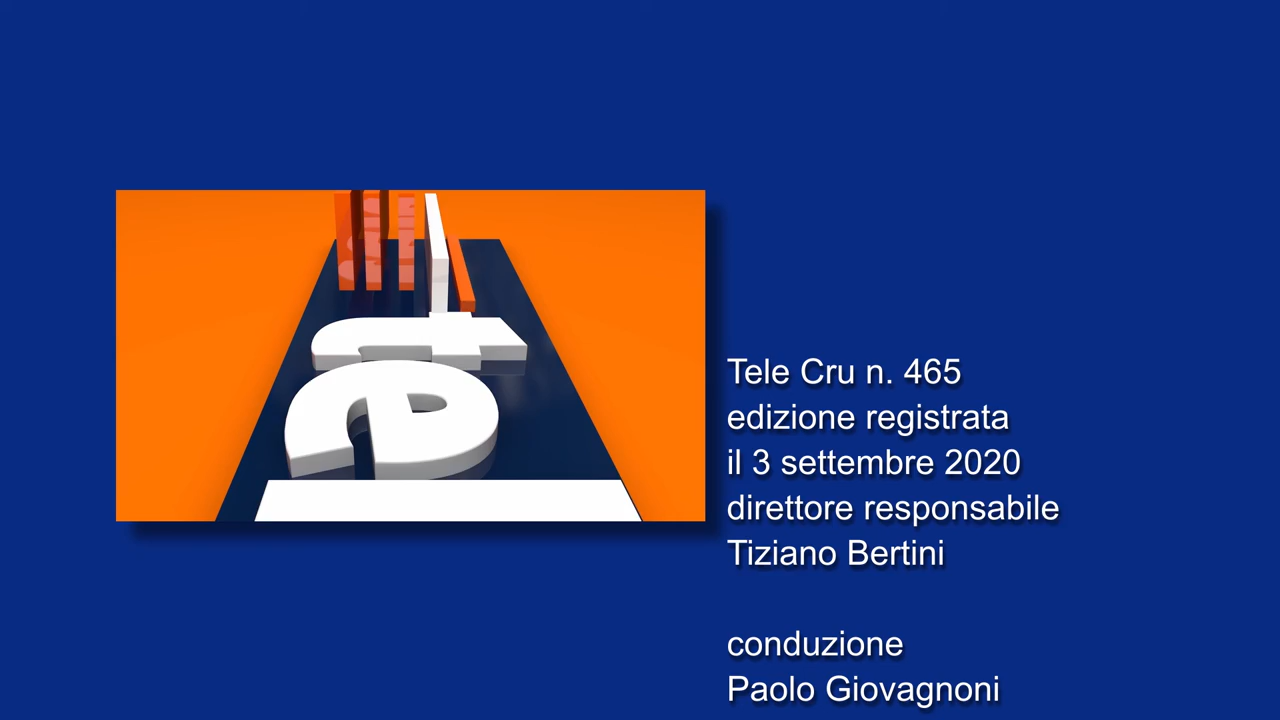 Tele Cru n. 465
edizione registrata
il 3 settembre 2020
direttore responsabile
Tiziano Bertini
conduzione
Paolo Giovagnoni